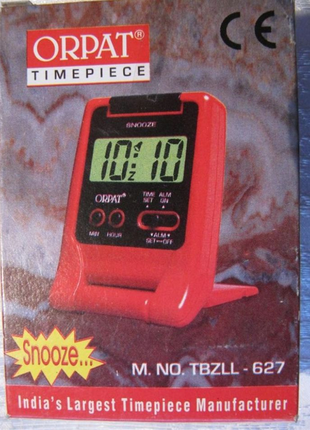 ORPAT®
TIMEPIECE
CE
SNOOZE
10:10
Z
ORPAT®
TIME SET
ALM ON
MIN HOUR
▼ALM▼
SET↔OFF
Snooze...
M. NO. TBZLL - 627
India's Largest Timepiece Manufacturer